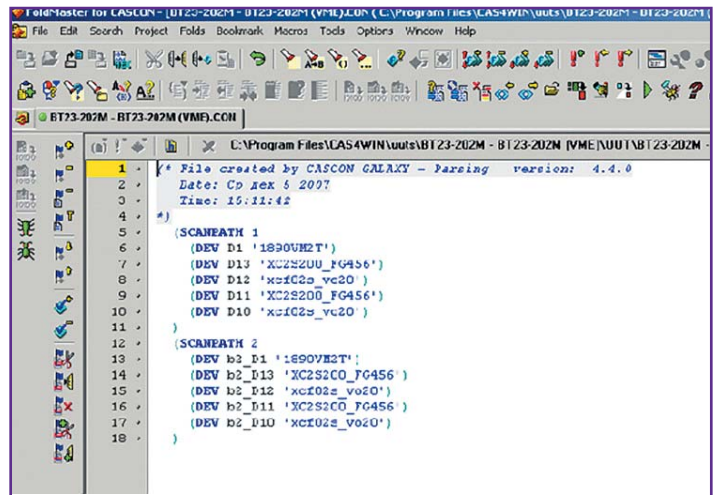 FoldMaster for CASCON - [BT23-202M - BT23-202M (VME).CON ( C:\Program Files\CAS4WIN\uuts\BT23-202M - BT23-202M (
File Edit Search Project Folds Bookmark Macros Tools Options Window Help
BT23-202M - BT23-202M (VME).CON
C:\Program Files\CAS4WIN\uuts\BT23-202M - BT23-202M (VME)\UUT\BT23-202M -
1 /* File created by CASCON GALAXY - Parsing version: 4.4.0
2 Date: Ср дек 5 2007
3 Time: 15:11:42
4 */
5 (SCANPATH 1
6 (DEV D1 '1890VM2T')
7 (DEV D13 'XC2S200_FG456')
8 (DEV D12 'xcf02s_vo20')
9 (DEV D11 'XC2S200_FG456')
10 (DEV D10 'xcf02s_vo20')
11 )
12 (SCANPATH 2
13 (DEV b2_D1 '1890VM2T')
14 (DEV b2_D13 'XC2S200_FG456')
15 (DEV b2_D12 'xcf02s_vo20')
16 (DEV b2_D11 'XC2S200_FG456')
17 (DEV b2_D10 'xcf02s_vo20')
18 )